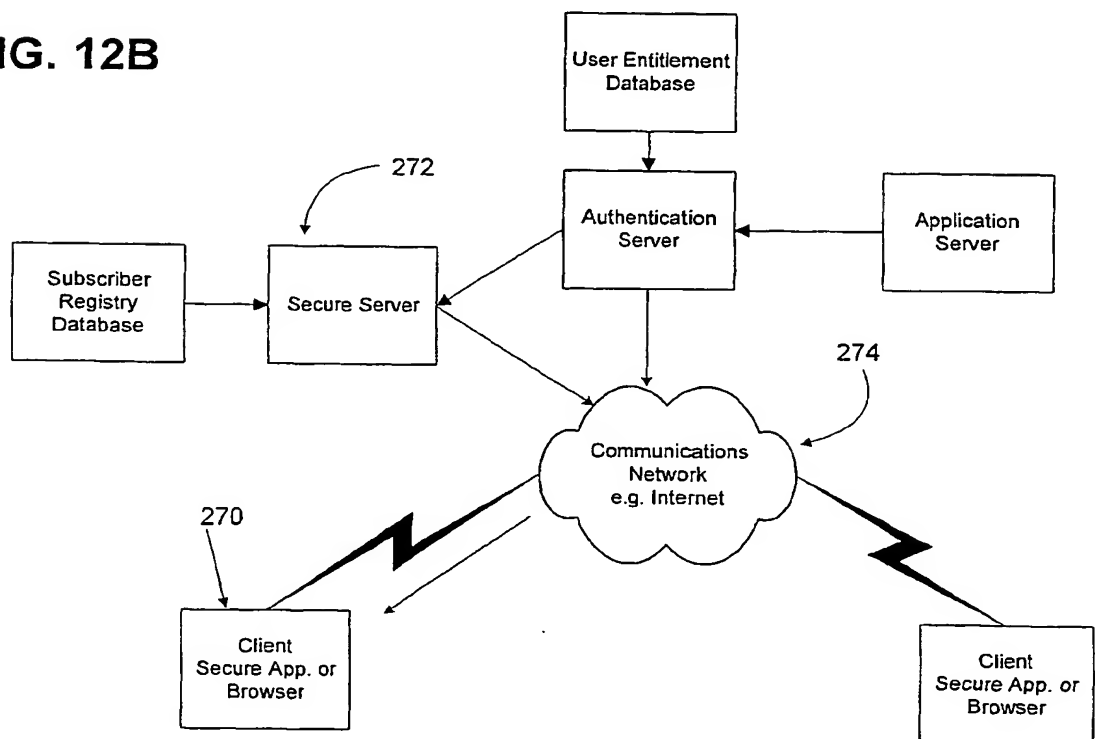 IG. 12B
User Entitlement
Database
272
Authentication
Server
Application
Server
Subscriber
Registry
Database
Secure Server
274
Communications
Network
e.g. Internet
270
Client
Secure App. or
Browser
Client
Secure App. or
Browser